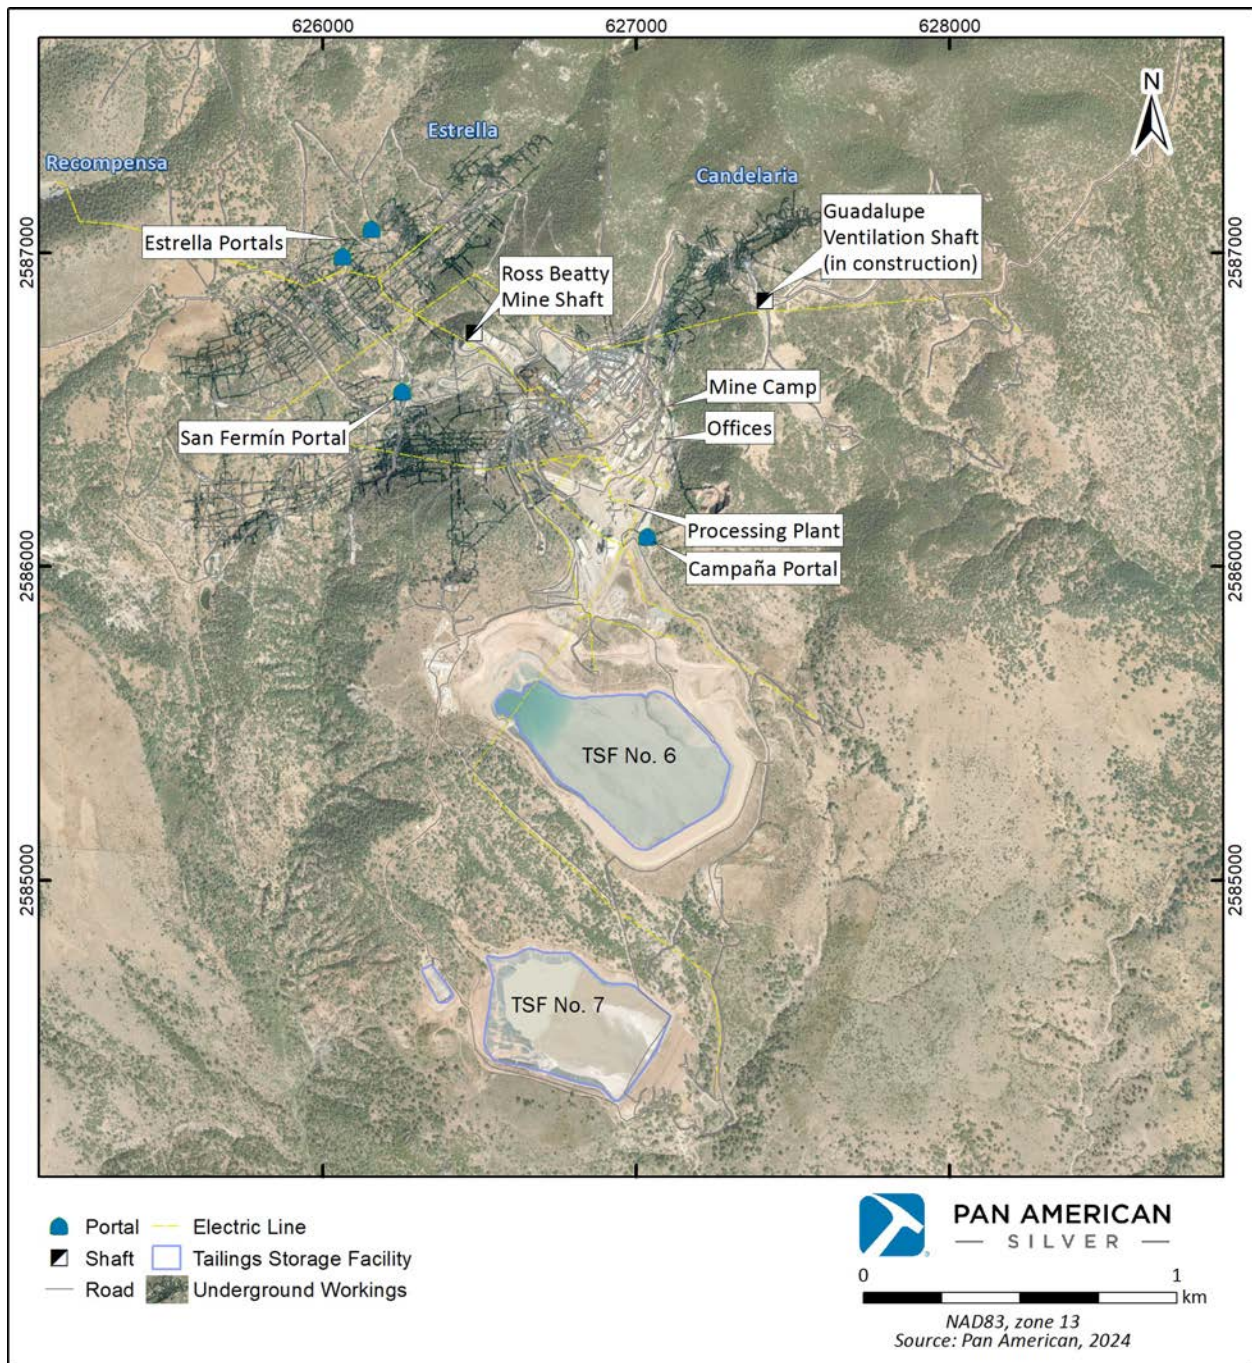 626000
627000
628000
N
Estrella
Recompensa
Candelaria
Guadalupe
Ventilation Shaft
(in construction)
Estrella Portals
2587000
2587000
Ross Beatty
Mine Shaft
Mine Camp
Offices
San Fermín Portal
Processing Plant
Campaña Portal
2586000
2586000
TSF No. 6
2585000
2585000
TSF No. 7
Portal
Electric Line
Shaft
Tailings Storage Facility
Road
Underground Workings
PAN AMERICAN
SILVER
0 1
km
NAD83, zone 13
Source: Pan American, 2024